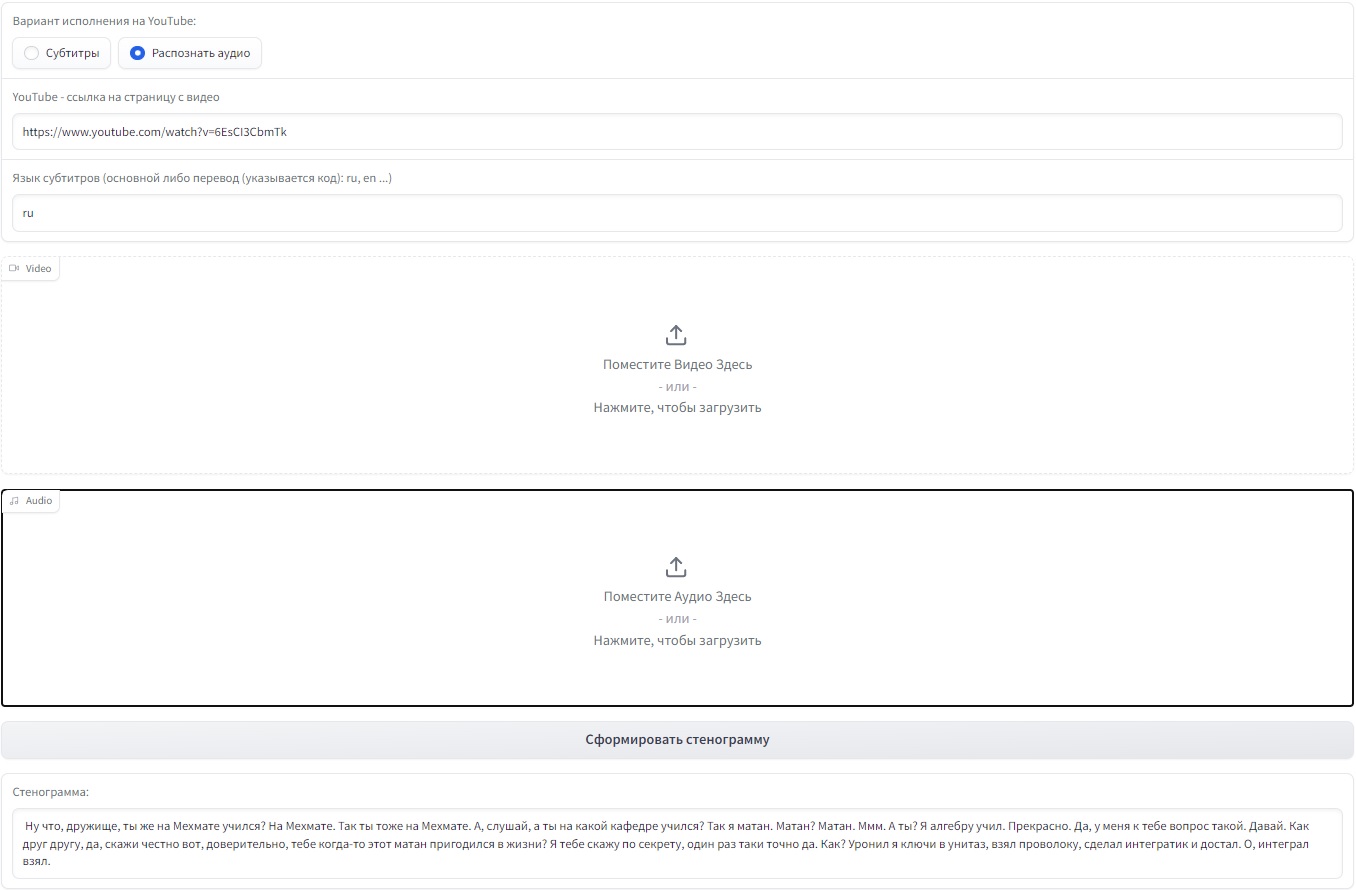 Вариант исполнения на YouTube:
Субтитры Распознать аудио
YouTube - ссылка на страницу с видео
https://www.youtube.com/watch?v=6EsCI3CbmTk
Язык субтитров (основной либо перевод (указывается код): ru, en ...)
ru
Video
Поместите Видео Здесь
- или -
Нажмите, чтобы загрузить
Audio
Поместите Аудио Здесь
- или -
Нажмите, чтобы загрузить
Сформировать стенограмму
Стенограмма:
Ну что, дружище, ты же на Мехмате учился? На Мехмате. Так ты тоже на Мехмате. А, слушай, а ты на какой кафедре учился? Так я матан. Матан? Матан. Ммм. А ты? Я алгебру учил. Прекрасно. Да, у меня к тебе вопрос такой. Давай. Как
друг другу, да, скажи честно вот, доверительно, тебе когда-то этот матан пригодился в жизни? Я тебе скажу по секрету, один раз таки точно да. Как? Уронил я ключи в унитаз, взял проволоку, сделал интегратик и достал. О, интеграл
взял.